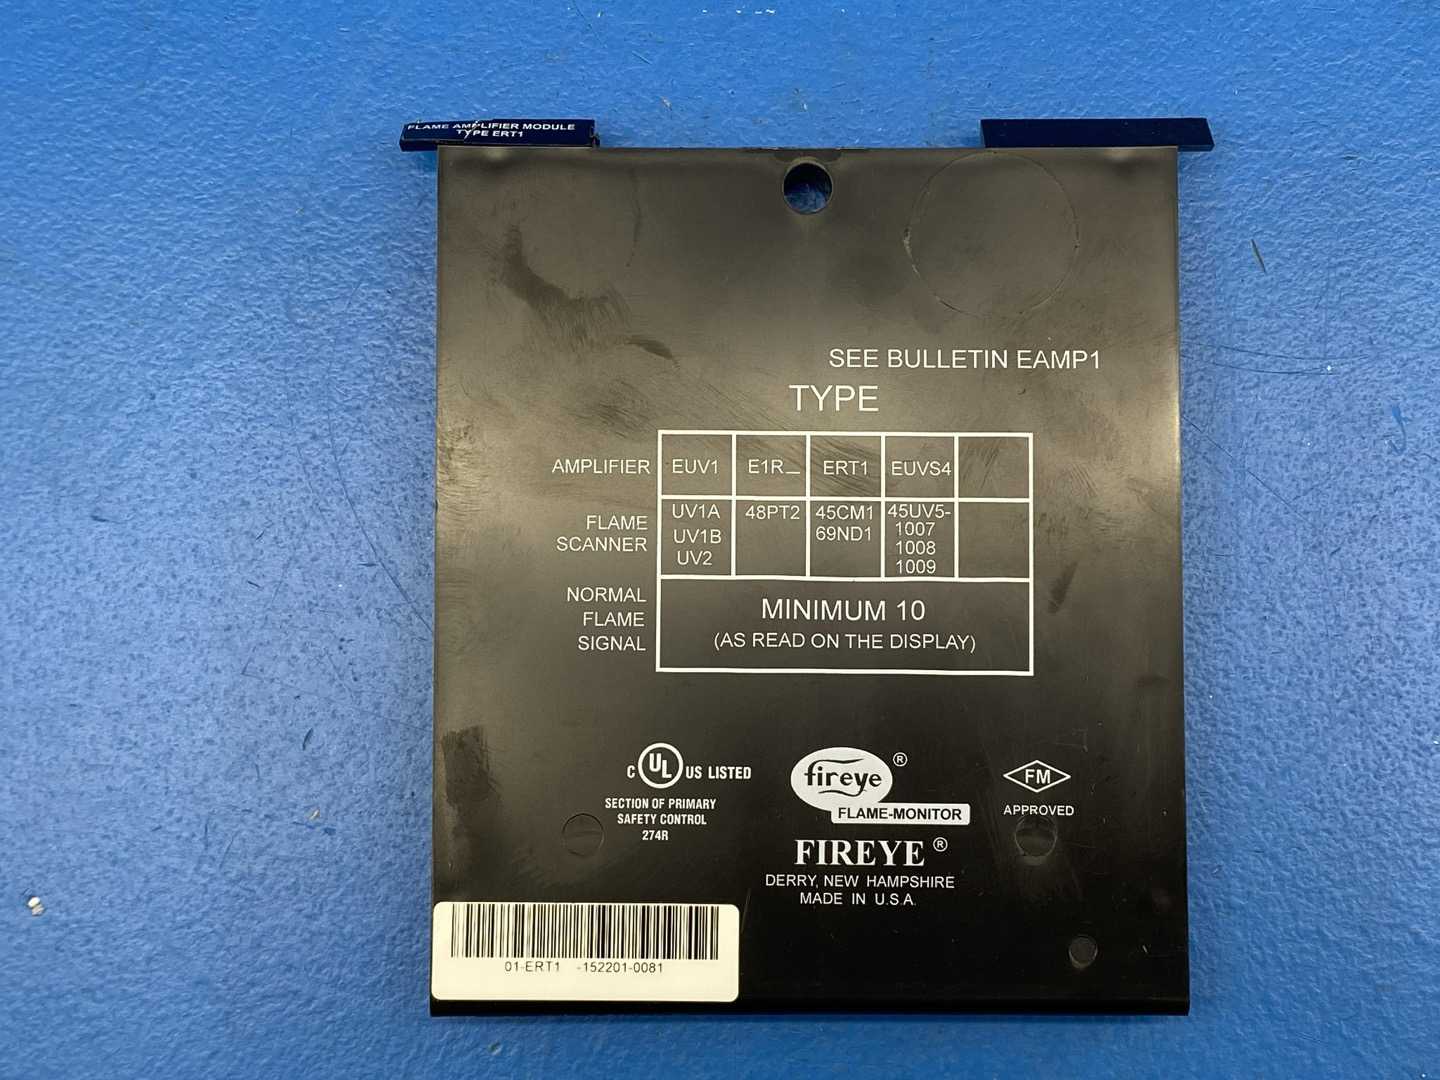 FLAME AMPLIFIER MODULE
TYPE ERT1
SEE BULLETIN EAMP1
TYPE
AMPLIFIER EUV1 E1R_ ERT1 EUVS4
FLAME SCANNER
UV1A
UV1B
UV2
48PT2
45CM1
69ND1
45UV5-
1007
1008
1009
NORMAL
FLAME
SIGNAL
MINIMUM 10
(AS READ ON THE DISPLAY)
C UL US LISTED
SECTION OF PRIMARY
SAFETY CONTROL
274R
fireye ®
FLAME-MONITOR
FM
APPROVED
FIREYE ®
DERRY, NEW HAMPSHIRE
MADE IN U.S.A.
01-ERT1 -152201-0081